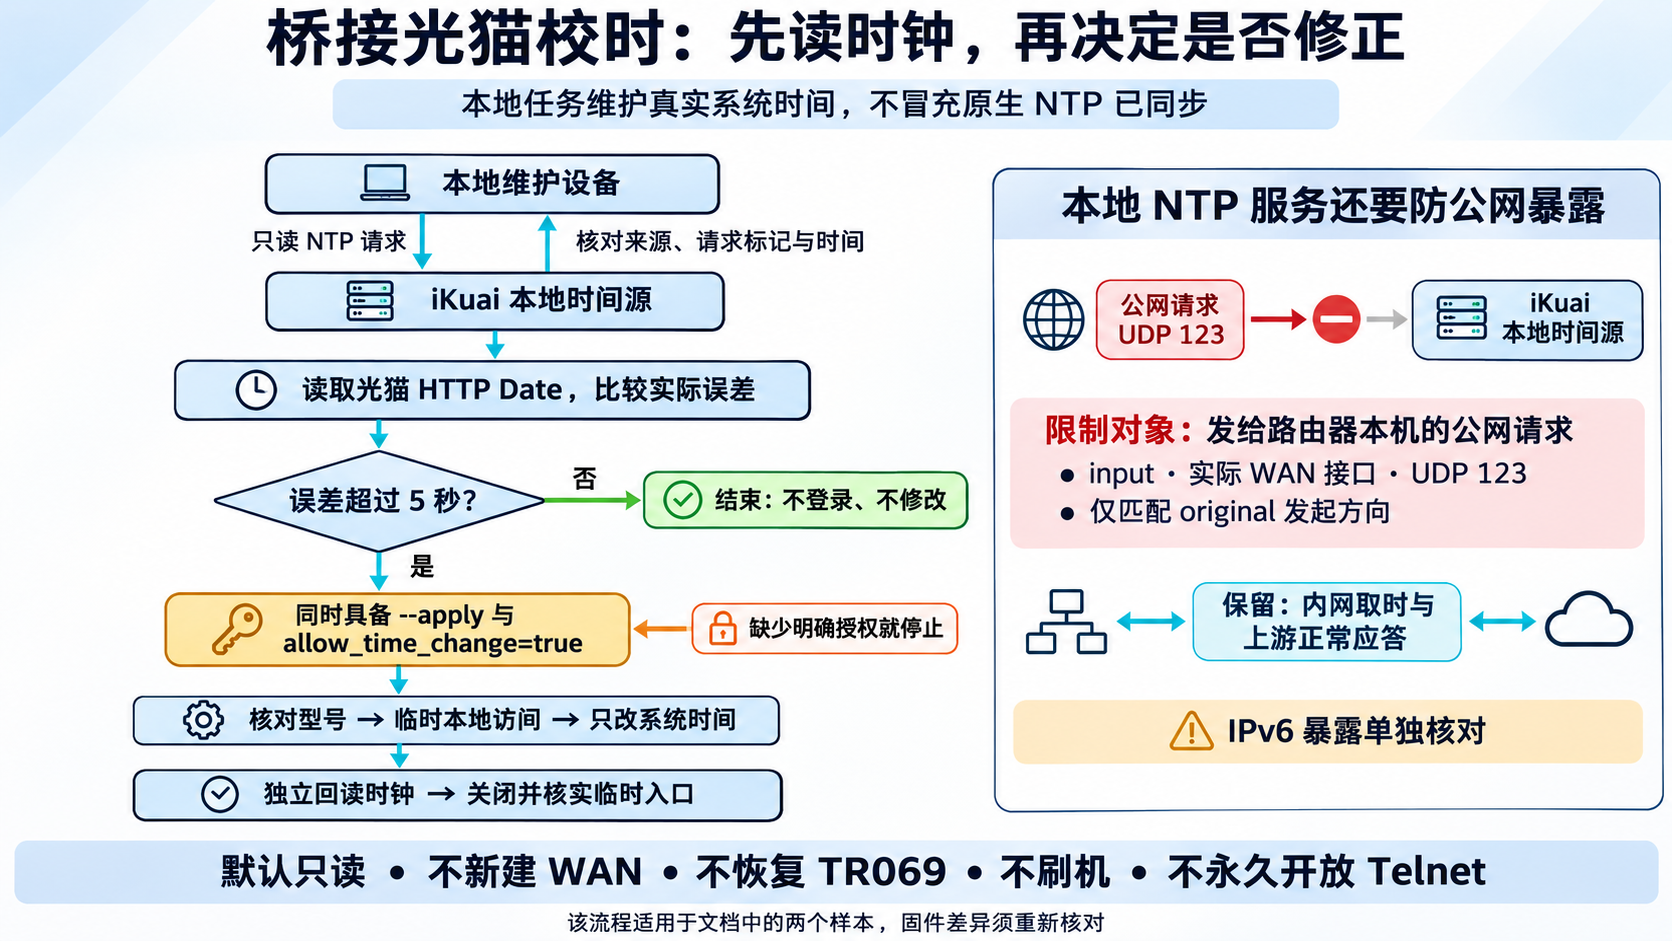 桥接光猫校时：先读时钟，再决定是否修正
本地任务维护真实系统时间，不冒充原生 NTP 已同步
本地维护设备
只读 NTP 请求
核对来源、请求标记与时间
iKuai 本地时间源
读取光猫 HTTP Date，比较实际误差
误差超过 5 秒？
否
结束：不登录、不修改
是
同时具备 --apply 与
allow_time_change=true
缺少明确授权就停止
核对型号 → 临时本地访问 → 只改系统时间
独立回读时钟 → 关闭并核实临时入口
本地 NTP 服务还要防公网暴露
公网请求
UDP 123
iKuai
本地时间源
限制对象：发给路由器本机的公网请求
• input · 实际 WAN 接口 · UDP 123
• 仅匹配 original 发起方向
保留：内网取时与
上游正常应答
IPv6 暴露单独核对
默认只读 • 不新建 WAN • 不恢复 TR069 • 不刷机 • 不永久开放 Telnet
该流程适用于文档中的两个样本，固件差异须重新核对